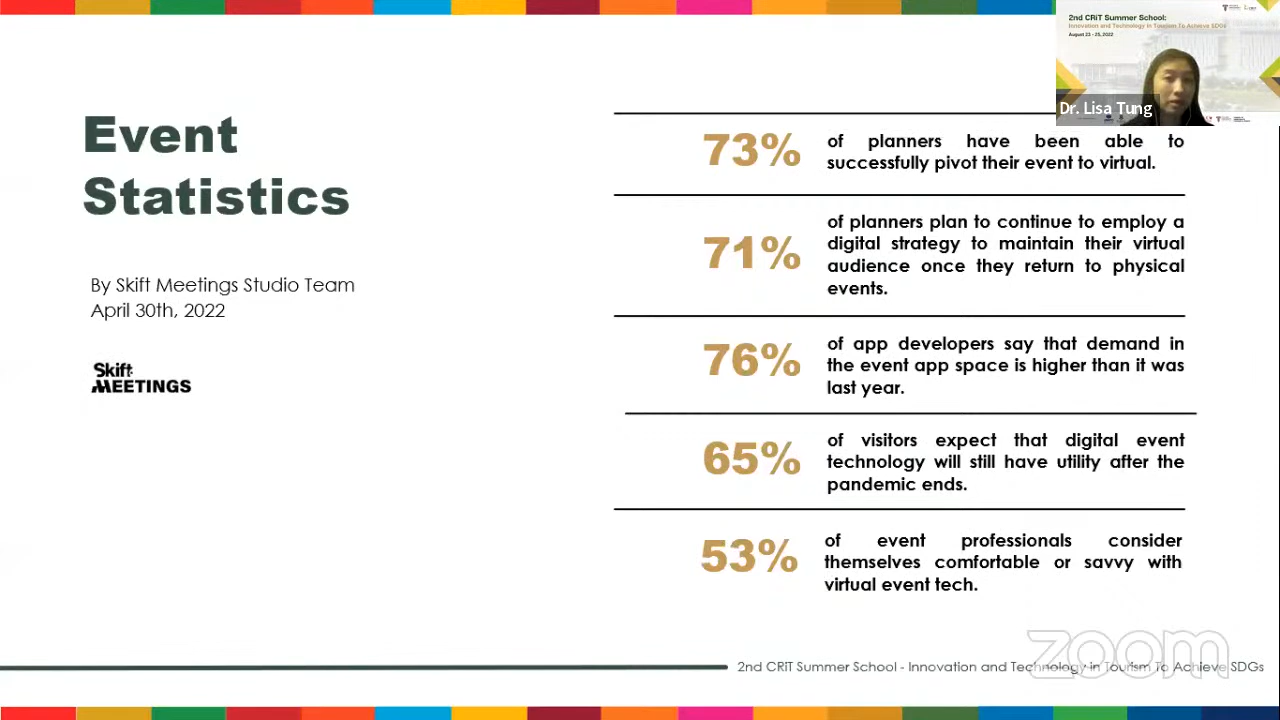 2nd CRiT Summer School:
Innovation and Technology in Tourism To Achieve SDGs
August 23 - 25, 2022
Dr. Lisa Tung
Event
Statistics
By Skift Meetings Studio Team
April 30th, 2022
Skift
MEETINGS
73%
of planners have been able to
successfully pivot their event to virtual.
71%
of planners plan to continue to employ a
digital strategy to maintain their virtual
audience once they return to physical
events.
76%
of app developers say that demand in
the event app space is higher than it was
last year.
65%
of visitors expect that digital event
technology will still have utility after the
pandemic ends.
53%
of event professionals consider
themselves comfortable or savvy with
virtual event tech.
zoom
2nd CRiT Summer School - Innovation and Technology in Tourism To Achieve SDGs